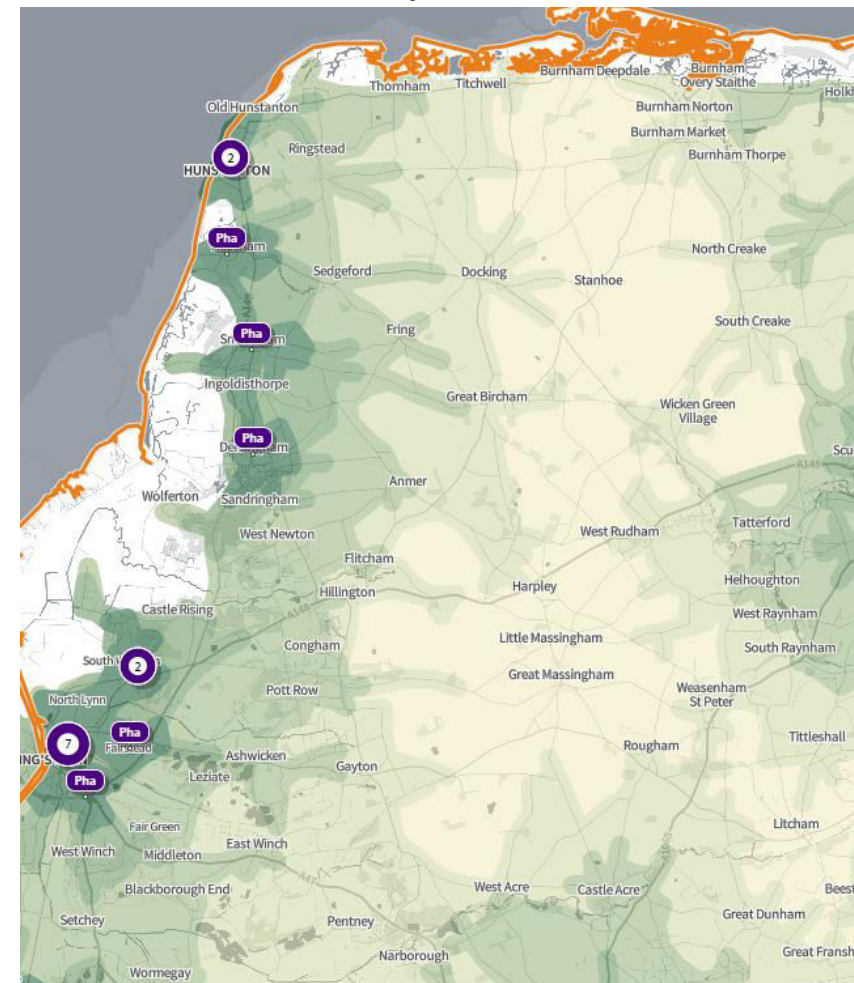 Thornham
Titchwell
Burnham Deepdale
Burnham
Overy Staithe
Old Hunstanton
Burnham Norton
Burnham Market
Ringstead
Burnham Thorpe
2
Pha
North Creake
Sedgeford
Docking
Stanhoe
South Creake
Pha
Fring
Ingoldisthorpe
Great Bircham
Wicken Green
Village
Pha
A148
Anmer
Wolferton
Sandringham
West Newton
West Rudham
Tatterford
Flitcham
Hillington
Harpley
Helhoughton
Castle Rising
A148
West Raynham
Congham
Little Massingham
South Raynham
2
Great Massingham
Pott Row
Weasenham
St Peter
North Lynn
Pha
Fairstead
7
Rougham
Tittleshall
Ashwicken
Gayton
Leziate
Pha
Fair Green
Litcham
West Winch
Middleton
East Winch
A1065
Blackborough End
West Acre
Castle Acre
Setchey
Pentney
Great Dunham
Narborough
Wormegay